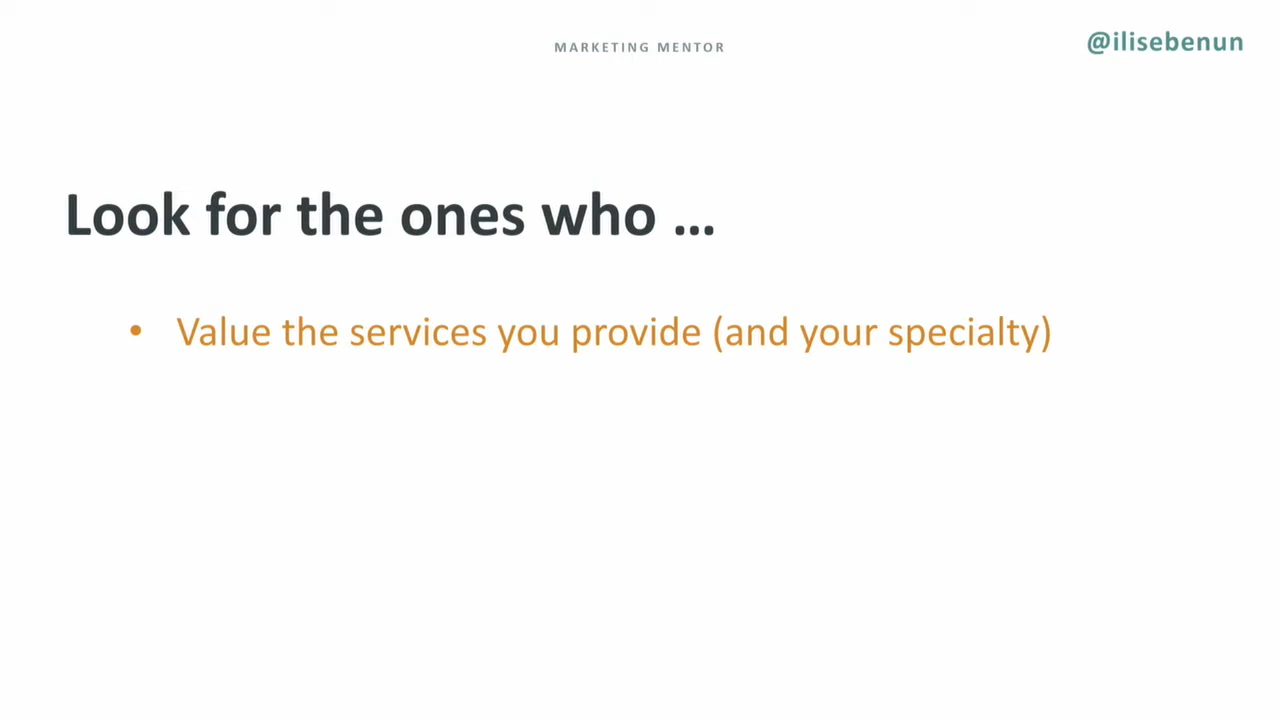 MARKETING MENTOR
@ilisebenun
Look for the ones who ...
• Value the services you provide (and your specialty)